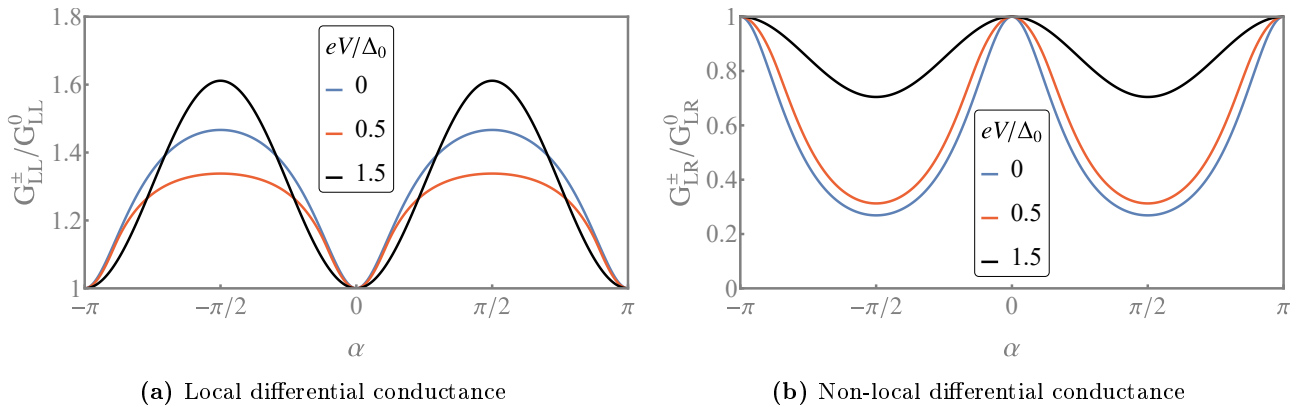 1.8
1.6
1.4
1.2
1
G±LL/G0LL
eV/Δ0
0
0.5
1.5
−π
−π/2
0
π/2
π
α
(a) Local differential conductance
1
0.8
0.6
0.4
0.2
0
G±LR/G0LR
eV/Δ0
0
0.5
1.5
−π
−π/2
0
π/2
π
α
(b) Non-local differential conductance